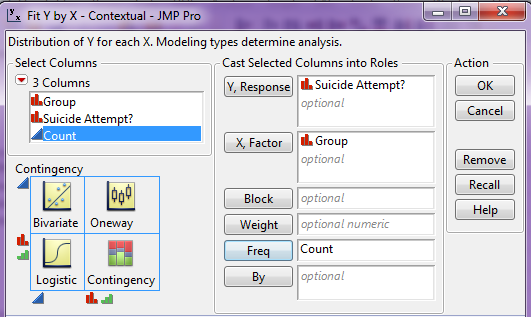 Fit Y by X - Contextual - JMP Pro
Distribution of Y for each X. Modeling types determine analysis.
Select Columns
3 Columns
Group
Suicide Attempt?
Count
Contingency
Bivariate Oneway
Logistic Contingency
Cast Selected Columns into Roles
Y, Response Suicide Attempt?
optional
X, Factor Group
optional
Block optional
Weight optional numeric
Freq Count
By optional
Action
OK
Cancel
Remove
Recall
Help